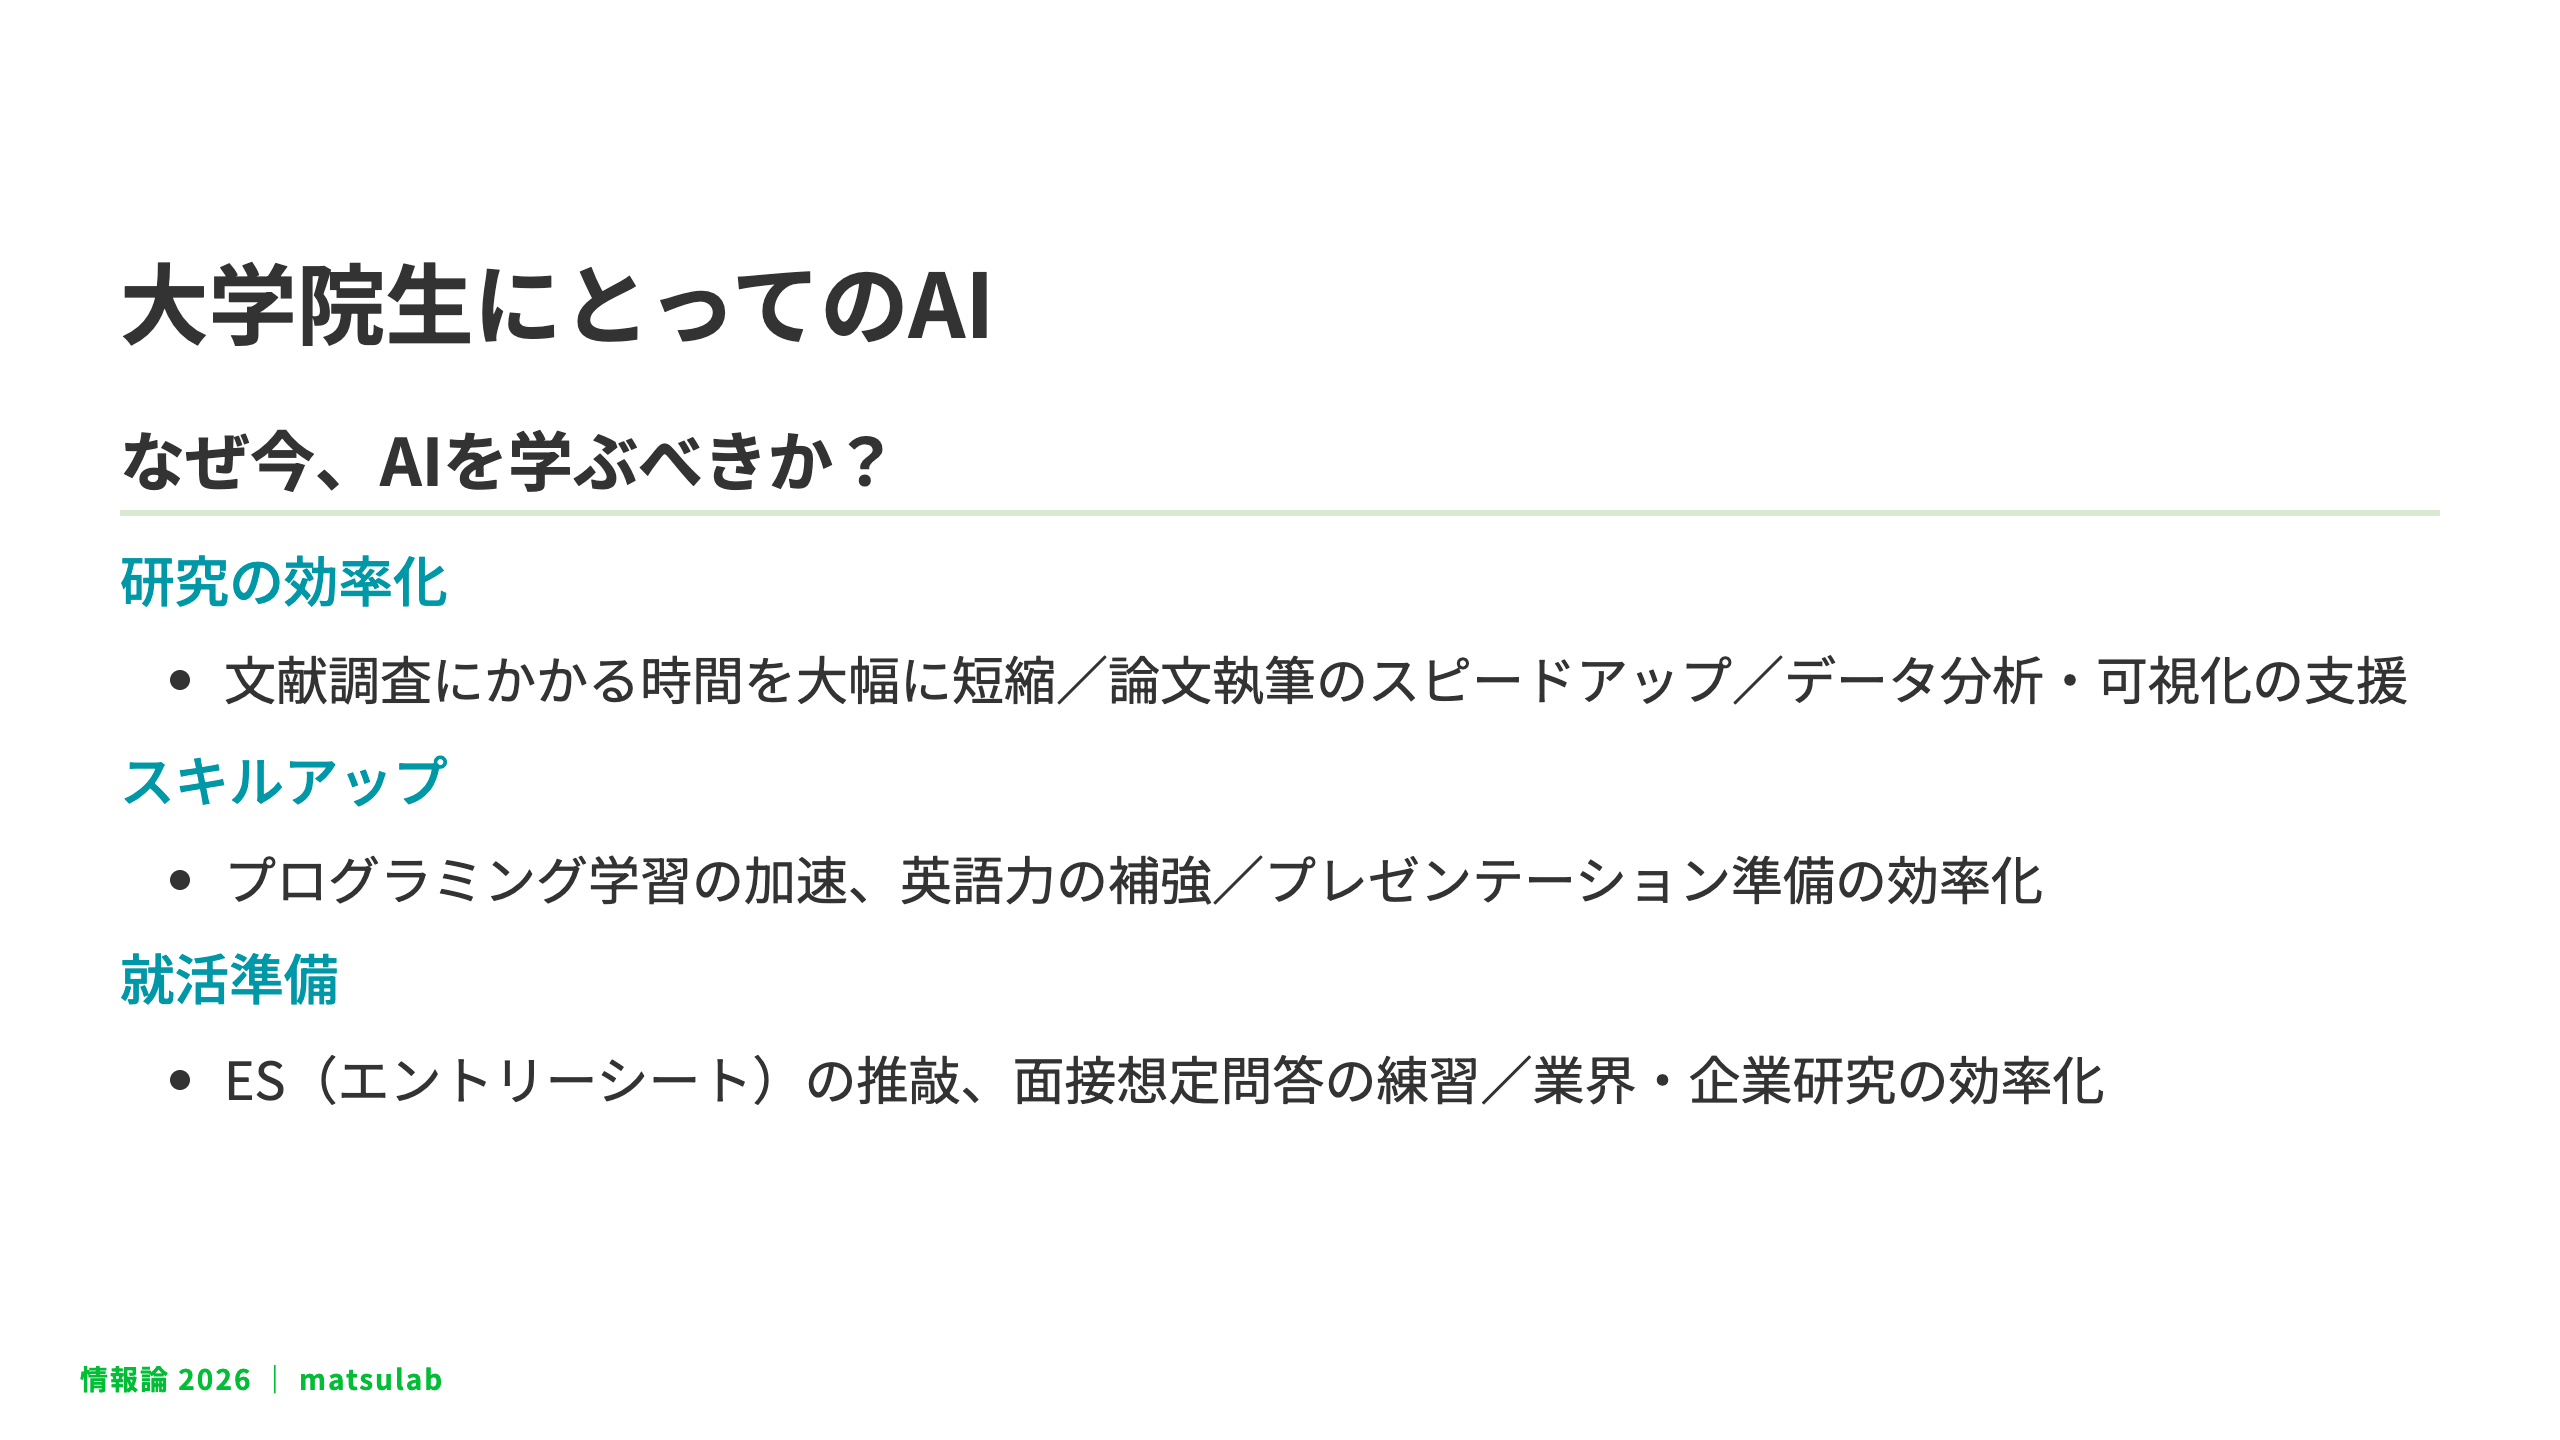 大学院生にとってのAI
なぜ今、AIを学ぶべきか？
研究の効率化
• 文献調査にかかる時間を大幅に短縮／論文執筆のスピードアップ／データ分析・可視化の支援
スキルアップ
• プログラミング学習の加速、英語力の補強／プレゼンテーション準備の効率化
就活準備
• ES（エントリーシート）の推敲、面接想定問答の練習／業界・企業研究の効率化
情報論 2026 ｜ matsulab